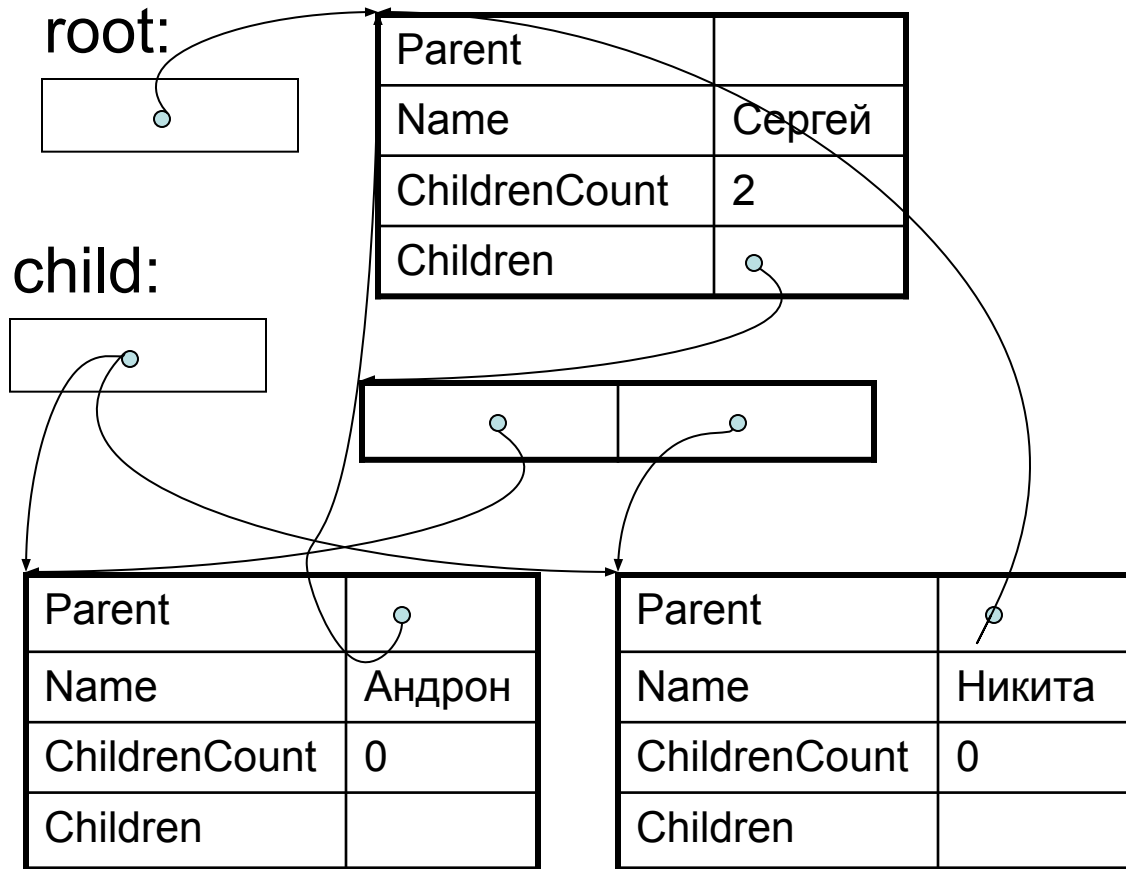 root:
Parent
Name Сергей
ChildrenCount 2
Children
child:
Parent
Name Андрон
ChildrenCount 0
Children
Parent
Name Никита
ChildrenCount 0
Children